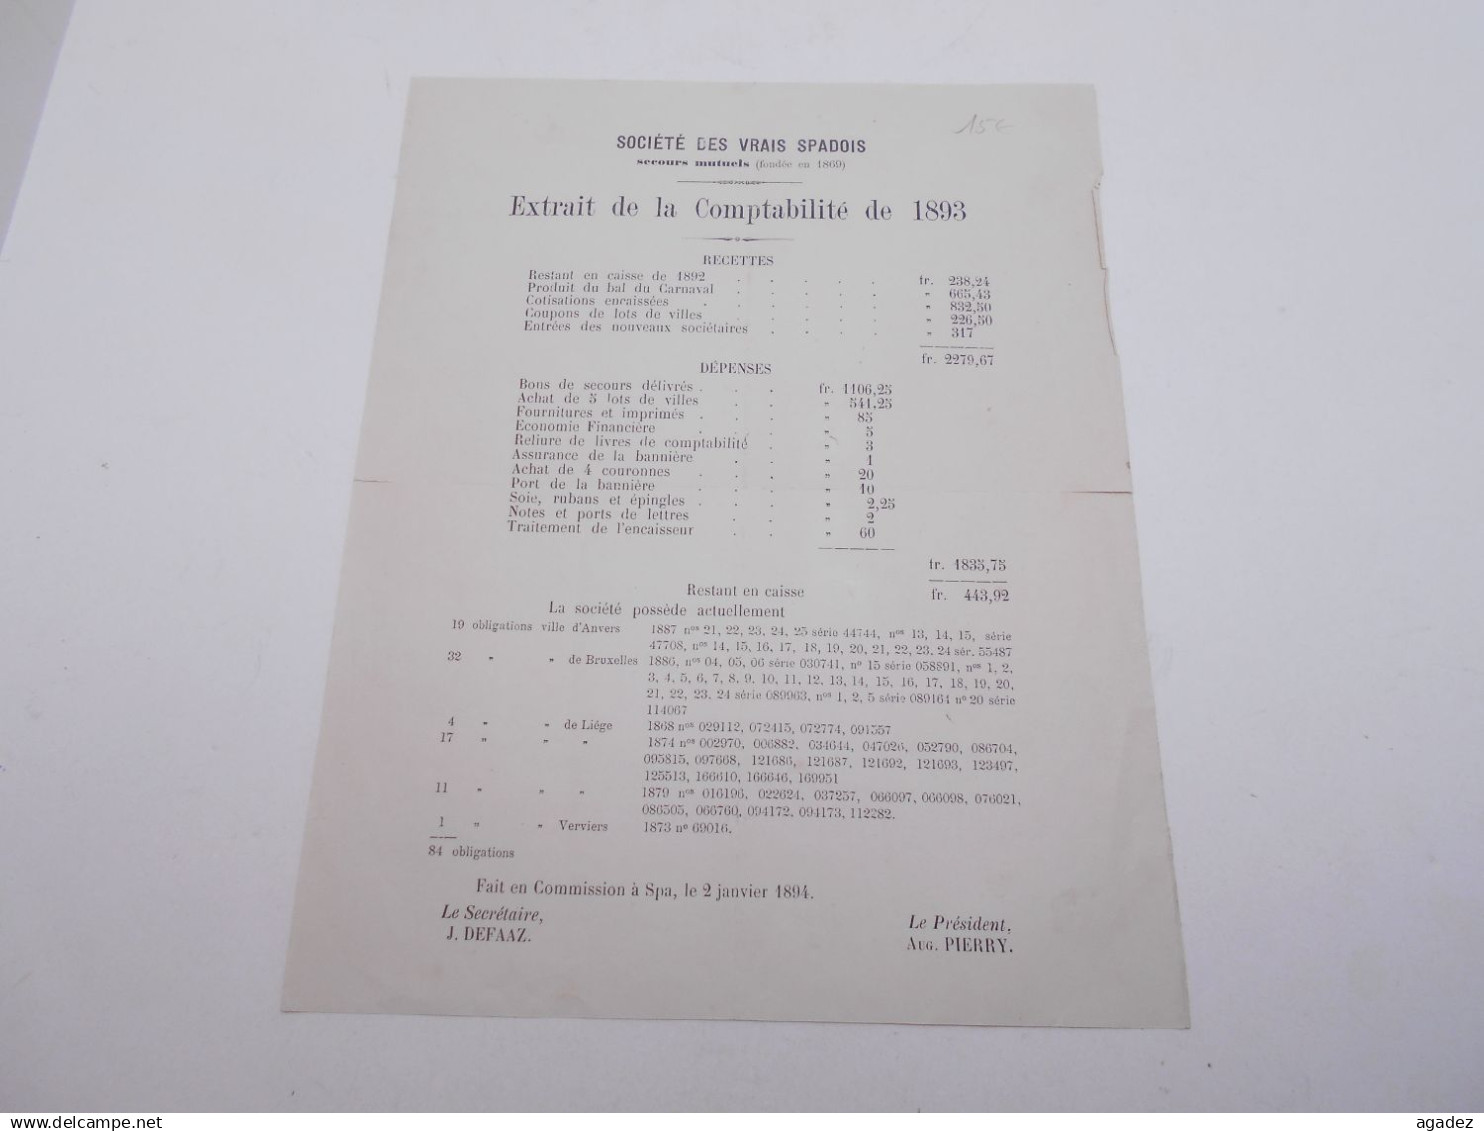 15€
SOCIÉTÉ DES VRAIS SPADOIS
secours mutuels (fondée en 1869)
Extrait de la Comptabilité de 1893
RECETTES
Restant en caisse de 1892 . . . . . fr. 238,24
Produit du bal du Carnaval . . . . . " 665,43
Cotisations encaissées . . . . . . " 832,50
Coupons de lots de villes . . . . . " 226,50
Entrées des nouveaux sociétaires . . . . " 317
fr. 2279,67
DÉPENSES
Bons de secours délivrés . . . fr. 1106,25
Achat de 5 lots de villes . . " 541,25
Fournitures et imprimés . . . " 85
Economie Financière . . . " 5
Reliure de livres de comptabilité . " 3
Assurance de la bannière . . " 1
Achat de 4 couronnes . . . " 20
Port de la bannière . . . " 10
Soie, rubans et épingles . . . " 2,25
Notes et ports de lettres . . " 2
Traitement de l'encaisseur . . " 60
fr. 1835,75
Restant en caisse fr. 443,92
La société possède actuellement
19 obligations ville d'Anvers 1887 nos 21, 22, 23, 24, 25 série 44744, nos 13, 14, 15, série
47708, nos 14, 15, 16, 17, 18, 19, 20, 21, 22, 23, 24 sér. 55487
32 " " de Bruxelles 1886, nos 04, 05, 06 série 030741, no 15 série 058891, nos 1, 2,
3, 4, 5, 6, 7, 8, 9, 10, 11, 12, 13, 14, 15, 16, 17, 18, 19, 20,
21, 22, 23, 24 série 089963, nos 1, 2, 5 série 089164 no 20 série
114067
4 " " de Liége 1868 nos 029112, 072415, 072774, 091557
17 " " " 1874 nos 002970, 006882, 034644, 047026, 052790, 086704,
095815, 097668, 121686, 121687, 121692, 121693, 123497,
125513, 166610, 166646, 169951
11 " " " 1879 nos 016196, 022624, 037257, 066097, 066098, 076021,
086505, 066760, 094172, 094173, 112282.
1 " " Verviers 1873 no 69016.
84 obligations
Fait en Commission à Spa, le 2 janvier 1894.
Le Secrétaire,
J. DEFAAZ.
Le Président,
AUG. PIERRY.
www.delcampe.net
agadez